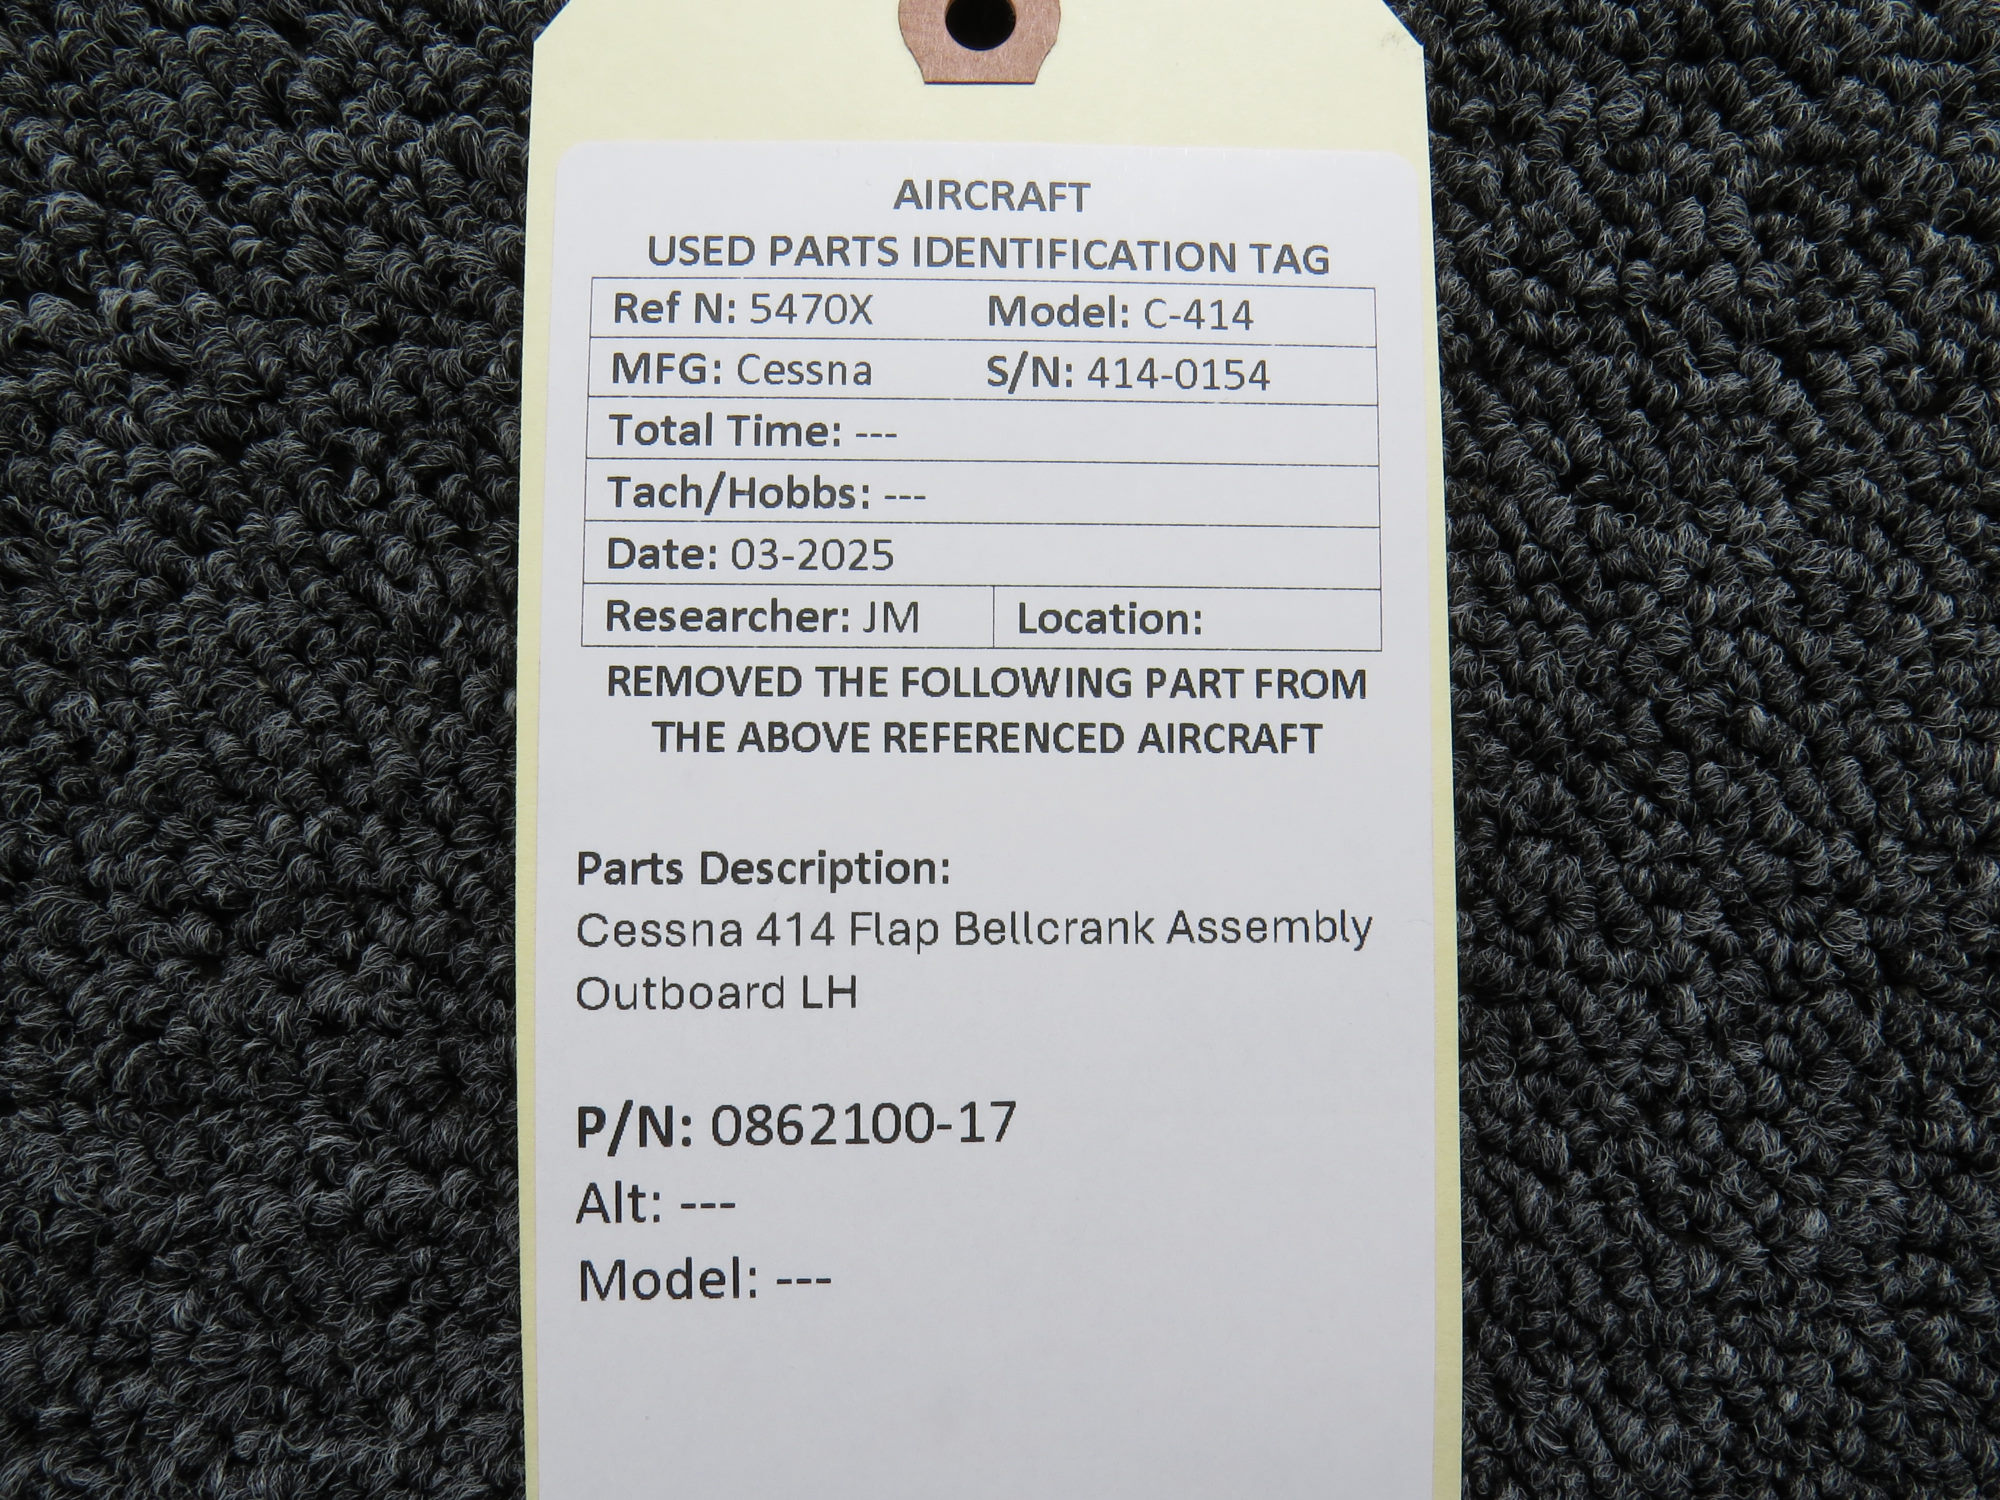 AIRCRAFT
USED PARTS IDENTIFICATION TAG
Ref N: 5470X Model: C-414
MFG: Cessna S/N: 414-0154
Total Time: ---
Tach/Hobbs: ---
Date: 03-2025
Researcher: JM Location:
REMOVED THE FOLLOWING PART FROM
THE ABOVE REFERENCED AIRCRAFT
Parts Description:
Cessna 414 Flap Bellcrank Assembly
Outboard LH
P/N: 0862100-17
Alt: ---
Model: ---